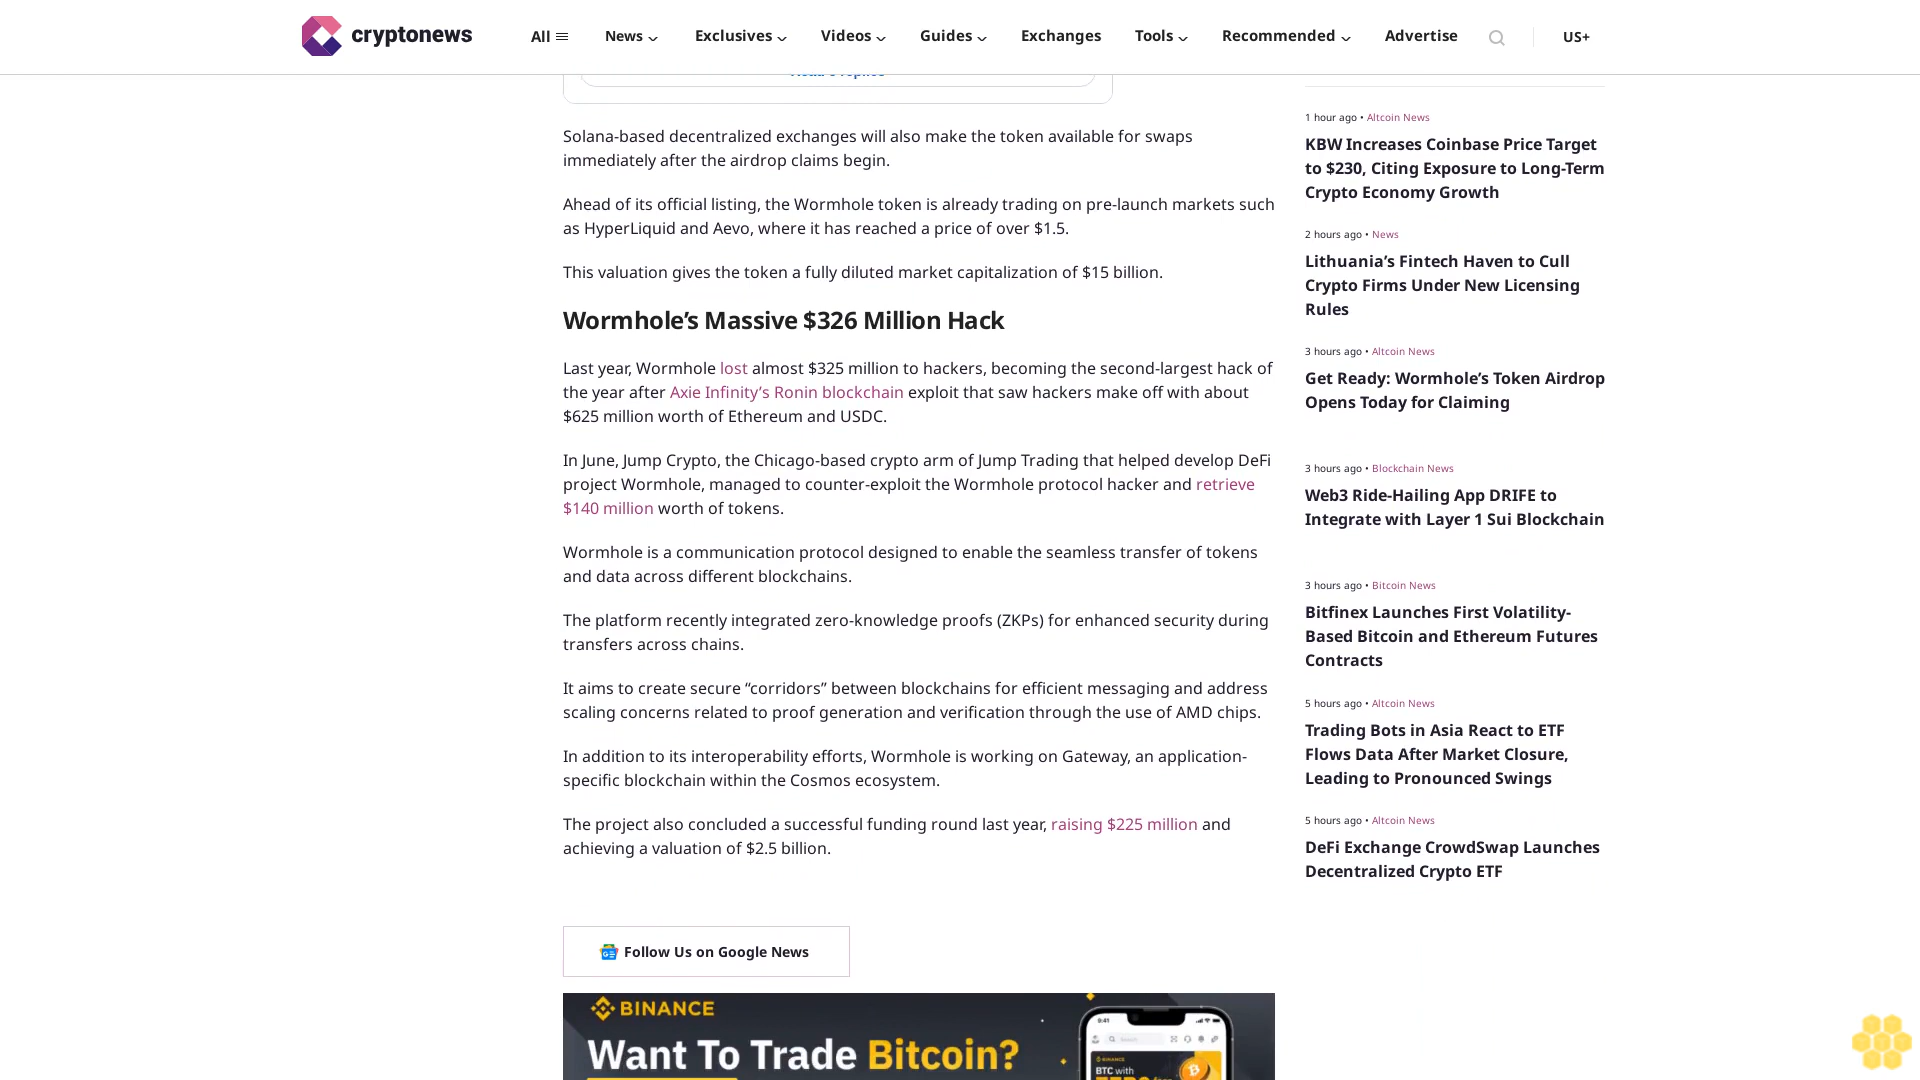 cryptonews
All
News
Exclusives
Videos
Guides
Exchanges
Tools
Recommended
Advertise
US+
Solana-based decentralized exchanges will also make the token available for swaps
immediately after the airdrop claims begin.
Ahead of its official listing, the Wormhole token is already trading on pre-launch markets such
as HyperLiquid and Aevo, where it has reached a price of over $1.5.
This valuation gives the token a fully diluted market capitalization of $15 billion.
Wormhole’s Massive $326 Million Hack
Last year, Wormhole lost almost $325 million to hackers, becoming the second-largest hack of
the year after Axie Infinity’s Ronin blockchain exploit that saw hackers make off with about
$625 million worth of Ethereum and USDC.
In June, Jump Crypto, the Chicago-based crypto arm of Jump Trading that helped develop DeFi
project Wormhole, managed to counter-exploit the Wormhole protocol hacker and retrieve
$140 million worth of tokens.
Wormhole is a communication protocol designed to enable the seamless transfer of tokens
and data across different blockchains.
The platform recently integrated zero-knowledge proofs (ZKPs) for enhanced security during
transfers across chains.
It aims to create secure “corridors” between blockchains for efficient messaging and address
scaling concerns related to proof generation and verification through the use of AMD chips.
In addition to its interoperability efforts, Wormhole is working on Gateway, an application-
specific blockchain within the Cosmos ecosystem.
The project also concluded a successful funding round last year, raising $225 million and
achieving a valuation of $2.5 billion.
Follow Us on Google News
BINANCE
Want To Trade Bitcoin?
9:41
Search
BINANCE
BTC with
1 hour ago • Altcoin News
KBW Increases Coinbase Price Target
to $230, Citing Exposure to Long-Term
Crypto Economy Growth
2 hours ago • News
Lithuania’s Fintech Haven to Cull
Crypto Firms Under New Licensing
Rules
3 hours ago • Altcoin News
Get Ready: Wormhole’s Token Airdrop
Opens Today for Claiming
3 hours ago • Blockchain News
Web3 Ride-Hailing App DRIFE to
Integrate with Layer 1 Sui Blockchain
3 hours ago • Bitcoin News
Bitfinex Launches First Volatility-
Based Bitcoin and Ethereum Futures
Contracts
5 hours ago • Altcoin News
Trading Bots in Asia React to ETF
Flows Data After Market Closure,
Leading to Pronounced Swings
5 hours ago • Altcoin News
DeFi Exchange CrowdSwap Launches
Decentralized Crypto ETF